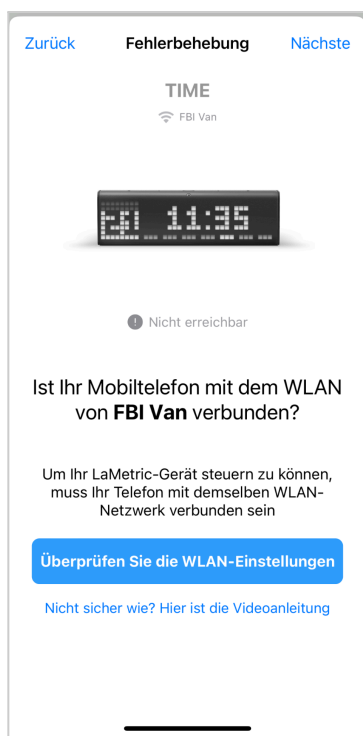 Zurück Fehlerbehebung Nächste
TIME
FBI Van
11:35
Nicht erreichbar
Ist Ihr Mobiltelefon mit dem WLAN
von FBI Van verbunden?
Um Ihr LaMetric-Gerät steuern zu können,
muss Ihr Telefon mit demselben WLAN-
Netzwerk verbunden sein
Überprüfen Sie die WLAN-Einstellungen
Nicht sicher wie? Hier ist die Videoanleitung